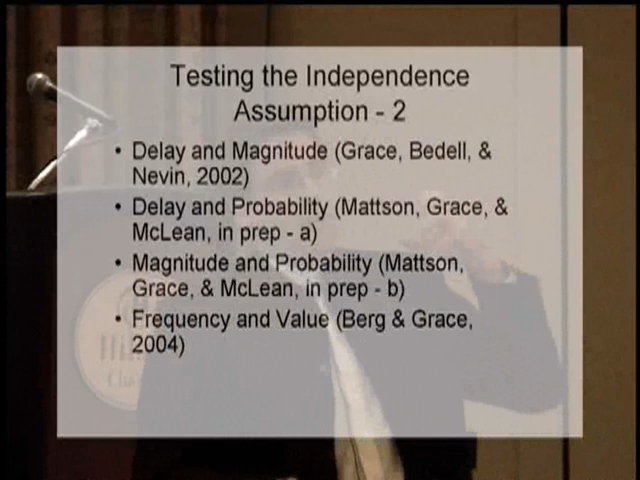 Testing the Independence
Assumption - 2
• Delay and Magnitude (Grace, Bedell, &
Nevin, 2002)
• Delay and Probability (Mattson, Grace, &
McLean, in prep - a)
• Magnitude and Probability (Mattson,
Grace, & McLean, in prep - b)
• Frequency and Value (Berg & Grace,
2004)